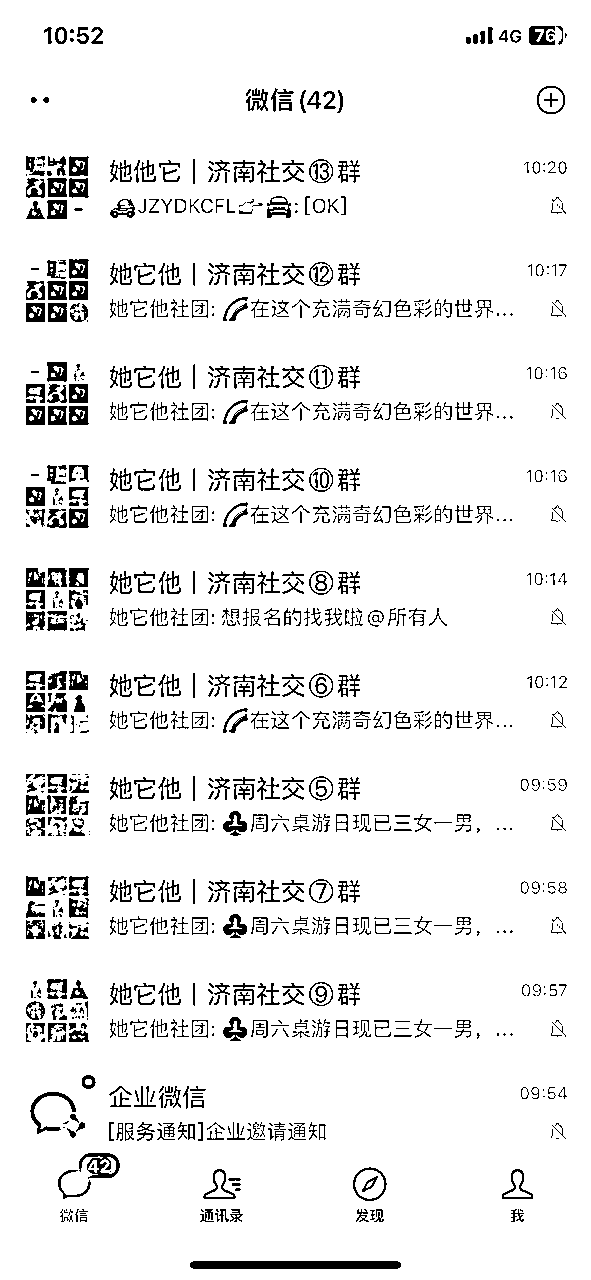 10:52
4G 76
微信(42)
她他它｜济南社交⑬群 10:20
JZYDKCFL:[OK]
她它他｜济南社交⑫群 10:17
她它他社团: 在这个充满奇幻色彩的世界...
她它他｜济南社交⑪群 10:16
她它他社团: 在这个充满奇幻色彩的世界...
她它他｜济南社交⑩群 10:16
她它他社团: 在这个充满奇幻色彩的世界...
她它他｜济南社交⑧群 10:14
她它他社团: 想报名的找我啦@所有人
她它他｜济南社交⑥群 10:12
她它他社团: 在这个充满奇幻色彩的世界...
她它他｜济南社交⑤群 09:59
她它他社团: ♣周六桌游日现已三女一男，...
她它他｜济南社交⑦群 09:58
她它他社团: ♣周六桌游日现已三女一男，...
她它他｜济南社交⑨群 09:57
她它他社团: ♣周六桌游日现已三女一男，...
企业微信 09:54
[服务通知]企业邀请通知
42
微信 通讯录 发现 我